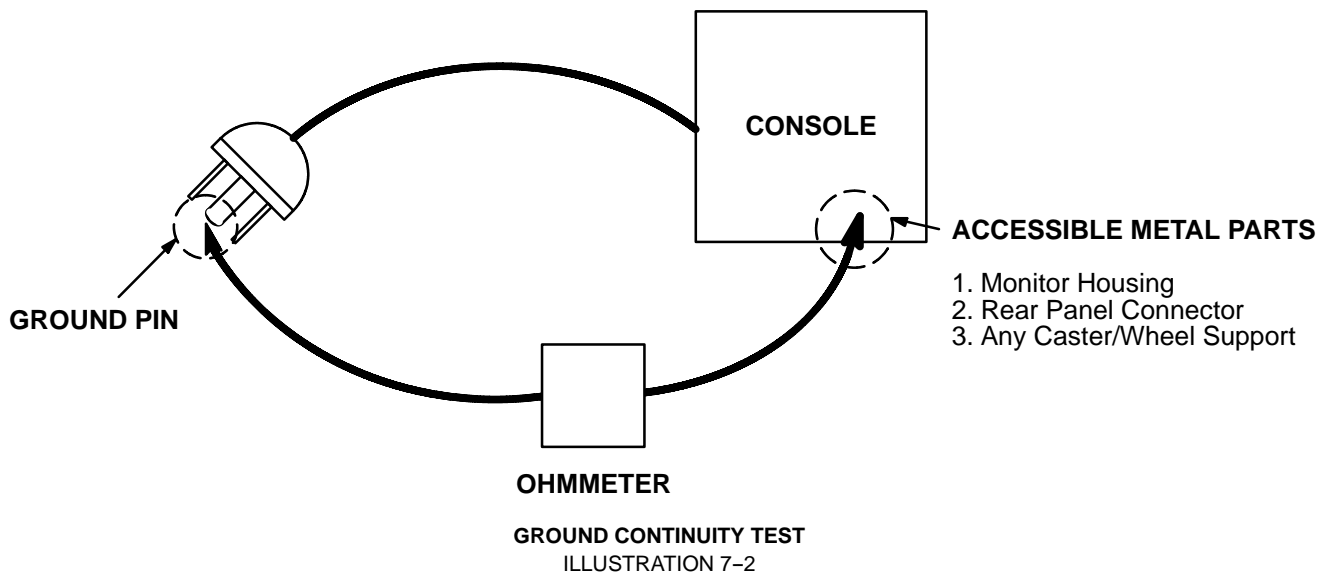 CONSOLE
ACCESSIBLE METAL PARTS
1. Monitor Housing
2. Rear Panel Connector
3. Any Caster/Wheel Support
GROUND PIN
OHMMETER
GROUND CONTINUITY TEST
ILLUSTRATION 7–2